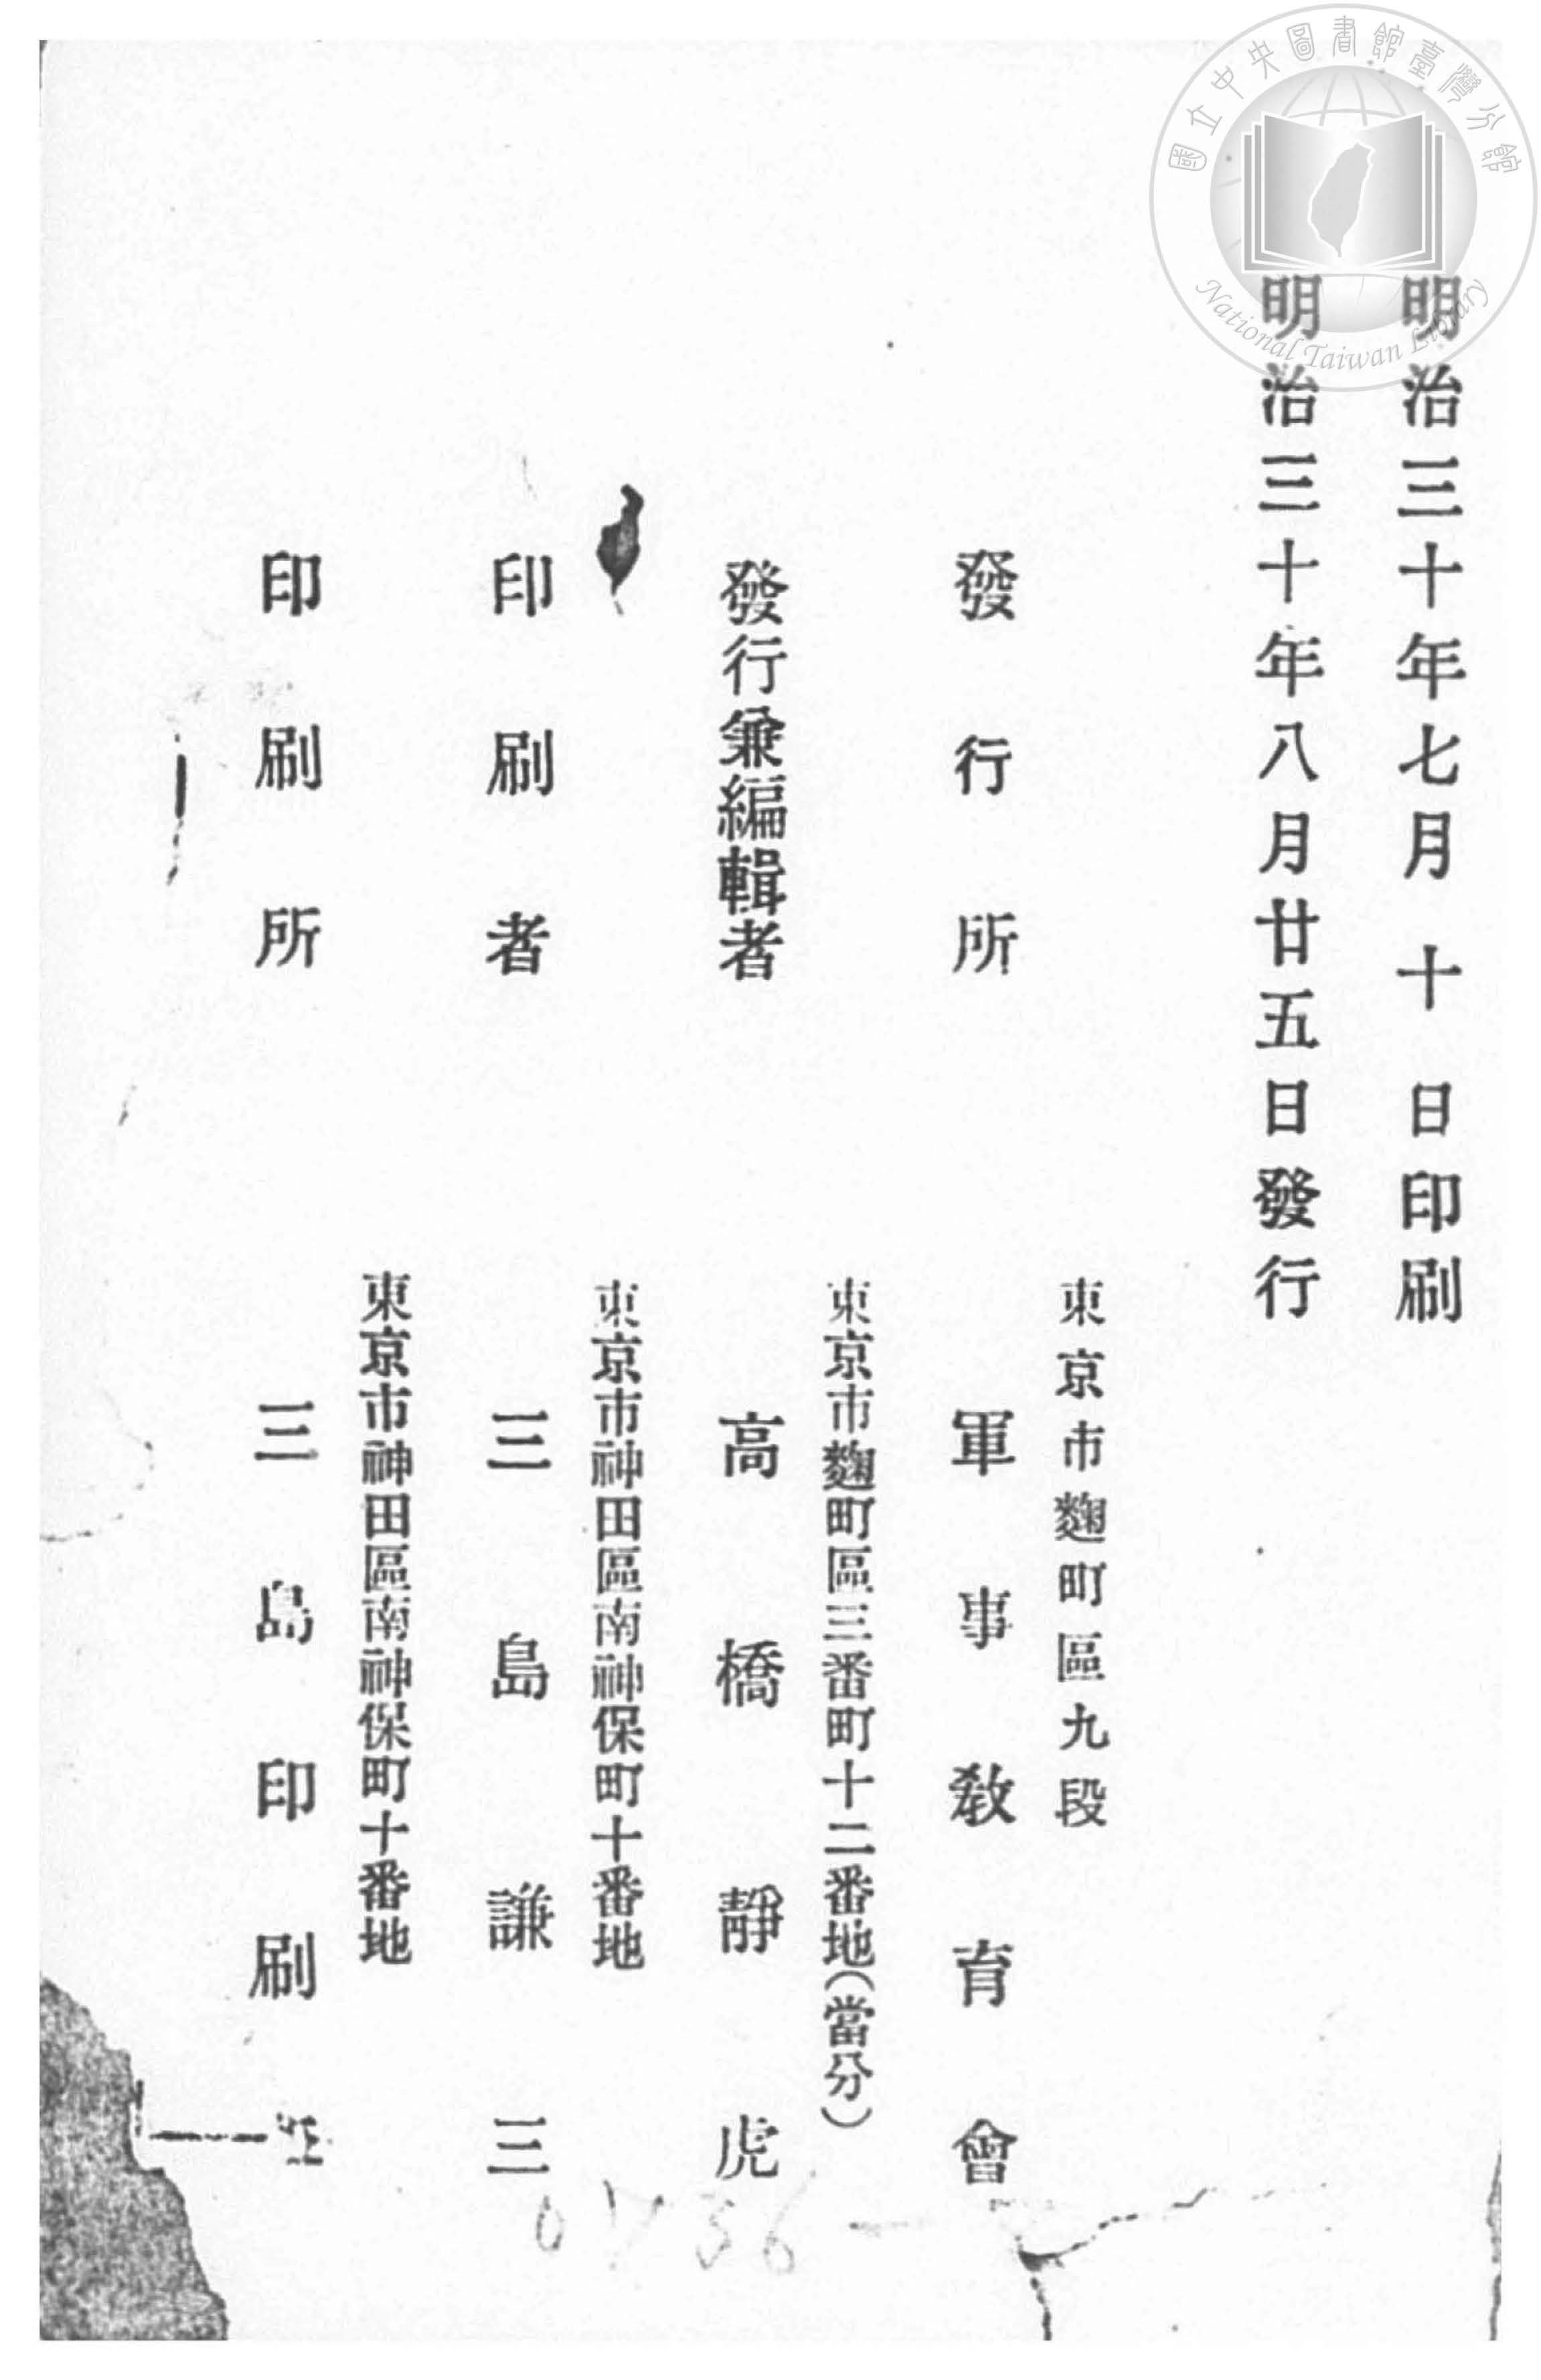 國立中央圖書館臺灣分館
National Taiwan Library
明治三十年七月十日印刷
明治三十年八月廿五日發行
東京市麴町區九段
發行所 軍事敎育會
東京市麴町區三番町十二番地(當分)
發行兼編輯者 高橋靜虎
東京市神田區南神保町十番地
印刷者 三島謙三
東京市神田區南神保町十番地
印刷所 三島印刷